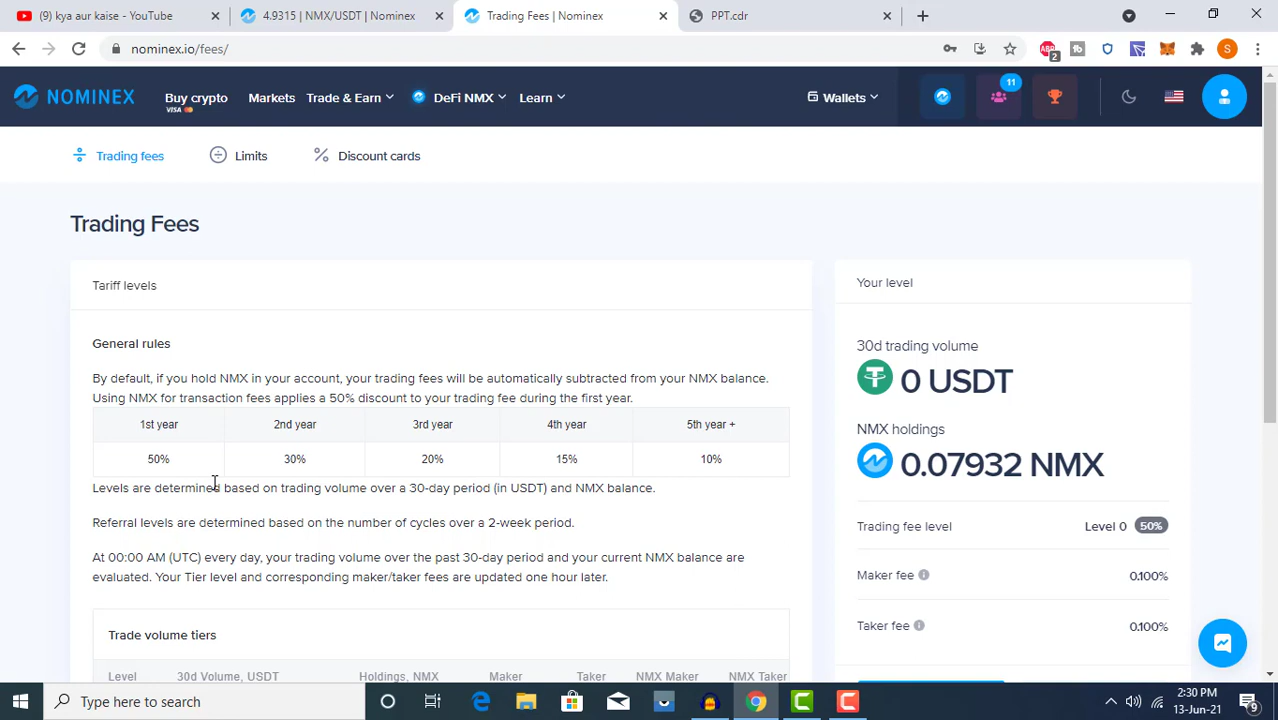 (9) kya aur kaise - YouTube
4.9315 | NMX/USDT | Nominex
Trading Fees | Nominex
PPT.cdr
nominex.io/fees/
2
NOMINEX
Buy crypto
VISA
Markets
Trade & Earn
DeFi NMX
Learn
Wallets
11
S
Trading fees
Limits
Discount cards
Trading Fees
Tariff levels
General rules
By default, if you hold NMX in your account, your trading fees will be automatically subtracted from your NMX balance.
Using NMX for transaction fees applies a 50% discount to your trading fee during the first year.
1st year 2nd year 3rd year 4th year 5th year +
50% 30% 20% 15% 10%
Levels are determined based on trading volume over a 30-day period (in USDT) and NMX balance.
Referral levels are determined based on the number of cycles over a 2-week period.
At 00:00 AM (UTC) every day, your trading volume over the past 30-day period and your current NMX balance are
evaluated. Your Tier level and corresponding maker/taker fees are updated one hour later.
Trade volume tiers
Level 30d Volume, USDT Holdings, NMX Maker Taker NMX Maker NMX Taker
Your level
30d trading volume
0 USDT
NMX holdings
0.07932 NMX
Trading fee level Level 0 50%
Maker fee 0.100%
Taker fee 0.100%
Type here to search
2:30 PM
13-Jun-21
9